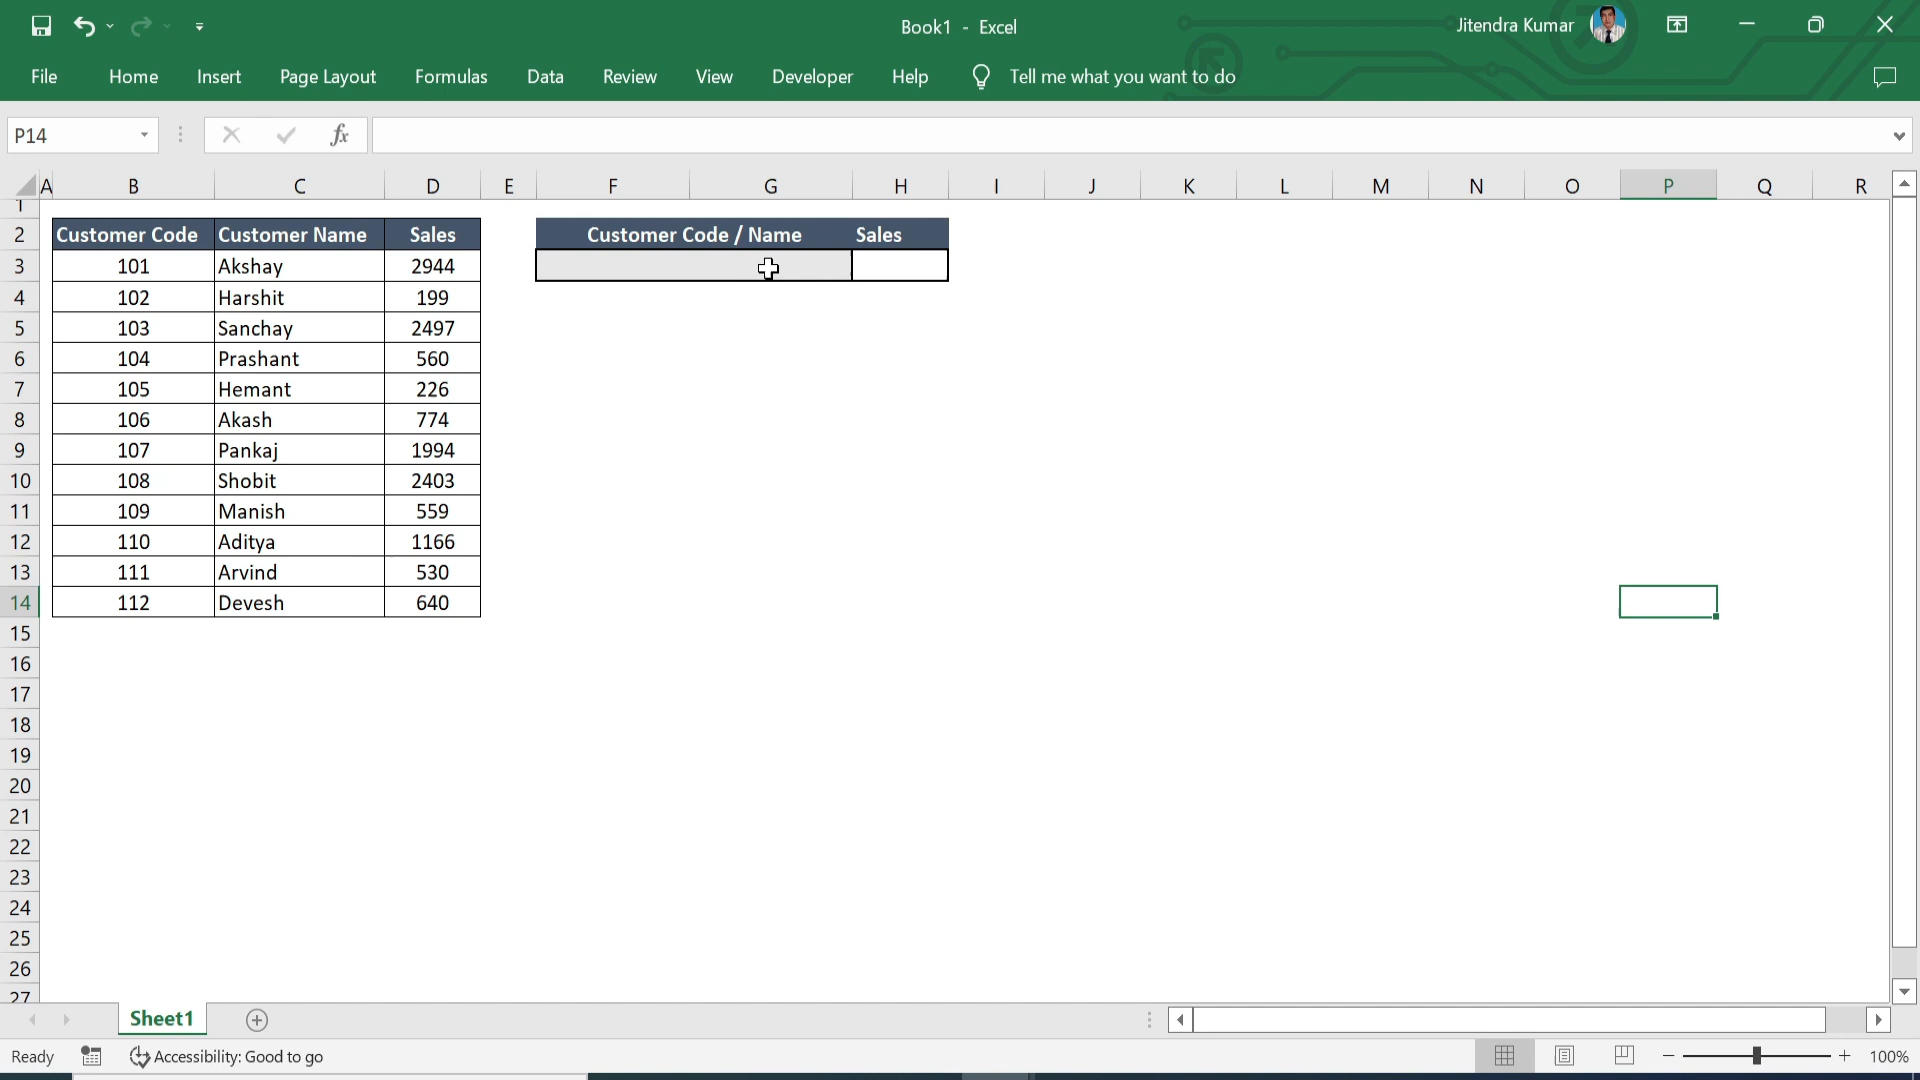 Book1 - Excel
Jitendra Kumar
File Home Insert Page Layout Formulas Data Review View Developer Help Tell me what you want to do
P14 fx
A B C D E F G H I J K L M N O P Q R
1
2 Customer Code Customer Name Sales Customer Code / Name Sales
3 101 Akshay 2944
4 102 Harshit 199
5 103 Sanchay 2497
6 104 Prashant 560
7 105 Hemant 226
8 106 Akash 774
9 107 Pankaj 1994
10 108 Shobit 2403
11 109 Manish 559
12 110 Aditya 1166
13 111 Arvind 530
14 112 Devesh 640
15
16
17
18
19
20
21
22
23
24
25
26
27
Sheet1
Ready Accessibility: Good to go 100%